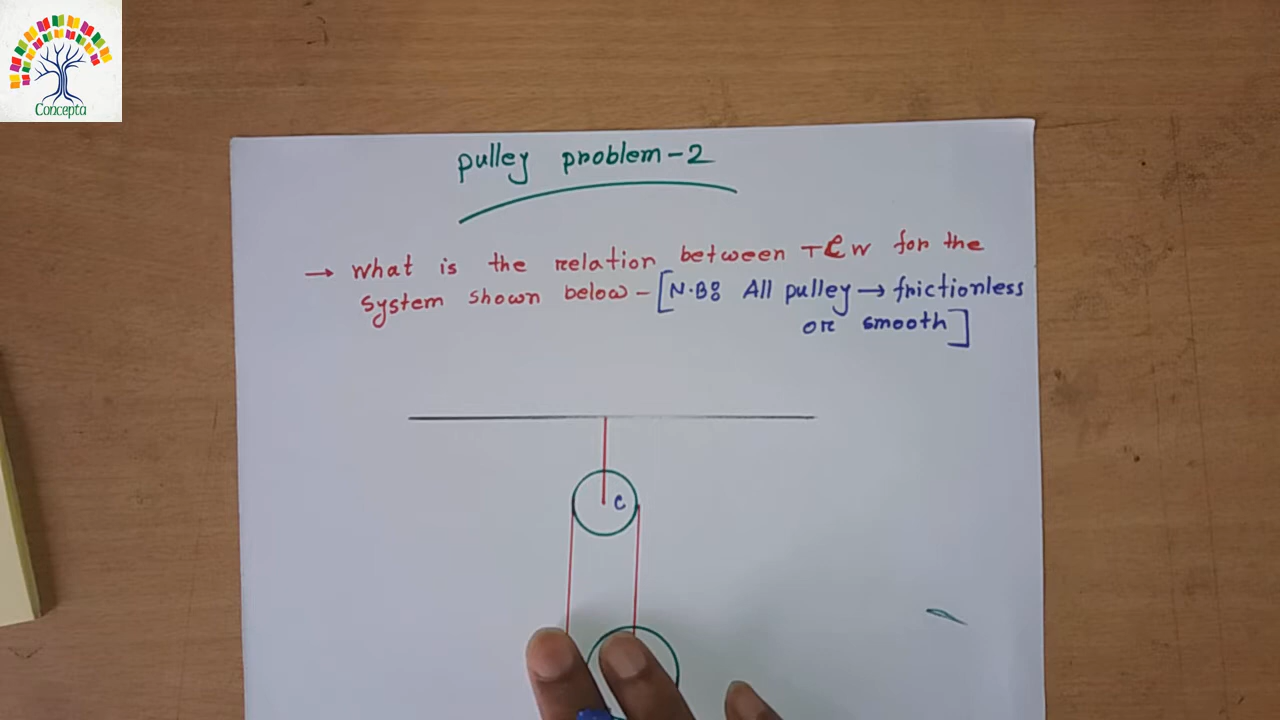 Concepta
pulley problem-2
→ What is the relation between T & W for the
system shown below - [N.B: All pulley → frictionless
or smooth]
C